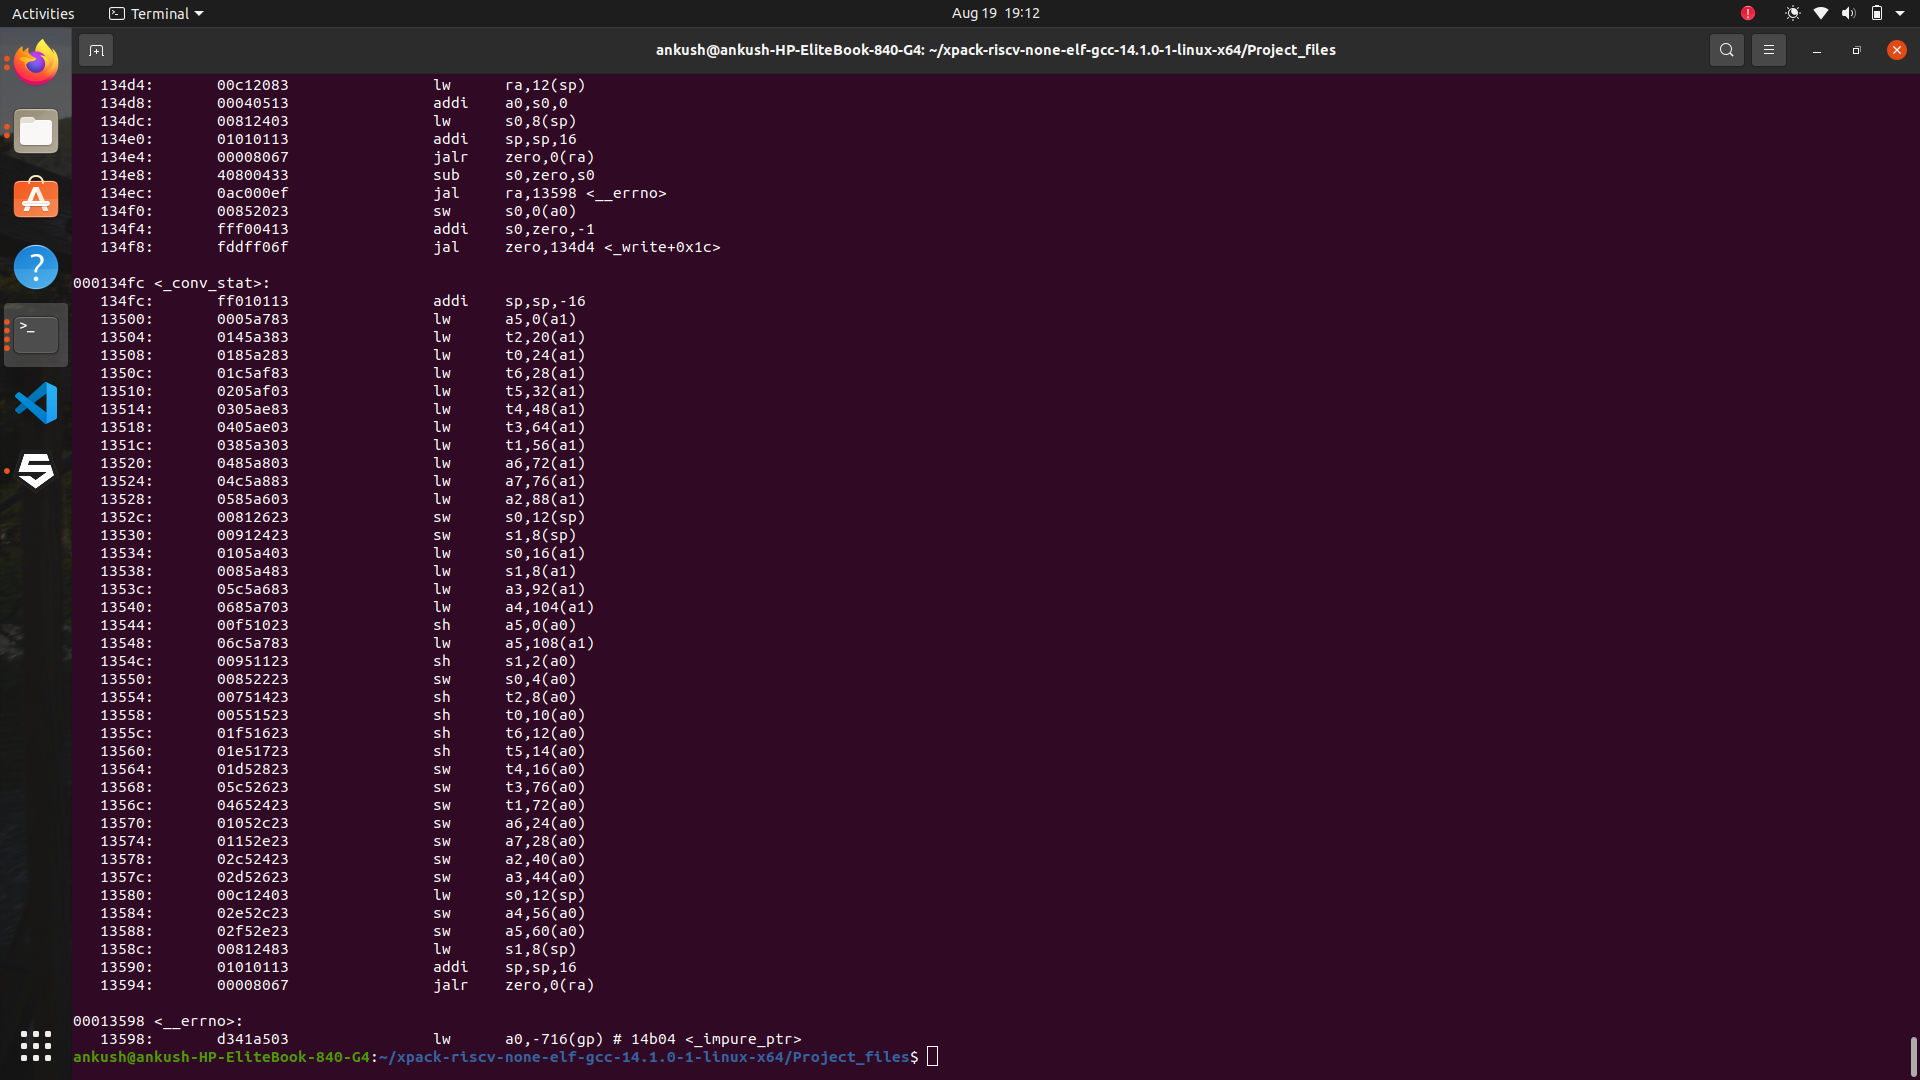 Activities Terminal Aug 19 19:12
ankush@ankush-HP-EliteBook-840-G4: ~/xpack-riscv-none-elf-gcc-14.1.0-1-linux-x64/Project_files
134d4: 00c12083 lw ra,12(sp)
134d8: 00040513 addi a0,s0,0
134dc: 00812403 lw s0,8(sp)
134e0: 01010113 addi sp,sp,16
134e4: 00008067 jalr zero,0(ra)
134e8: 40800433 sub s0,zero,s0
134ec: 0ac000ef jal ra,13598 <__errno>
134f0: 00852023 sw s0,0(a0)
134f4: fff00413 addi s0,zero,-1
134f8: fddff06f jal zero,134d4 <_write+0x1c>
000134fc <_conv_stat>:
134fc: ff010113 addi sp,sp,-16
13500: 0005a783 lw a5,0(a1)
13504: 0145a383 lw t2,20(a1)
13508: 0185a283 lw t0,24(a1)
1350c: 01c5af83 lw t6,28(a1)
13510: 0205af03 lw t5,32(a1)
13514: 0305ae83 lw t4,48(a1)
13518: 0405ae03 lw t3,64(a1)
1351c: 0385a303 lw t1,56(a1)
13520: 0485a803 lw a6,72(a1)
13524: 04c5a883 lw a7,76(a1)
13528: 0585a603 lw a2,88(a1)
1352c: 00812623 sw s0,12(sp)
13530: 00912423 sw s1,8(sp)
13534: 0105a403 lw s0,16(a1)
13538: 0085a483 lw s1,8(a1)
1353c: 05c5a683 lw a3,92(a1)
13540: 0685a703 lw a4,104(a1)
13544: 00f51023 sh a5,0(a0)
13548: 06c5a783 lw a5,108(a1)
1354c: 00951123 sh s1,2(a0)
13550: 00852223 sw s0,4(a0)
13554: 00751423 sh t2,8(a0)
13558: 00551523 sh t0,10(a0)
1355c: 01f51623 sh t6,12(a0)
13560: 01e51723 sh t5,14(a0)
13564: 01d52823 sw t4,16(a0)
13568: 05c52623 sw t3,76(a0)
1356c: 04652423 sw t1,72(a0)
13570: 01052c23 sw a6,24(a0)
13574: 01152e23 sw a7,28(a0)
13578: 02c52423 sw a2,40(a0)
1357c: 02d52623 sw a3,44(a0)
13580: 00c12403 lw s0,12(sp)
13584: 02e52c23 sw a4,56(a0)
13588: 02f52e23 sw a5,60(a0)
1358c: 00812483 lw s1,8(sp)
13590: 01010113 addi sp,sp,16
13594: 00008067 jalr zero,0(ra)
00013598 <__errno>:
13598: d341a503 lw a0,-716(gp) # 14b04 <_impure_ptr>
ankush@ankush-HP-EliteBook-840-G4:~/xpack-riscv-none-elf-gcc-14.1.0-1-linux-x64/Project_files$